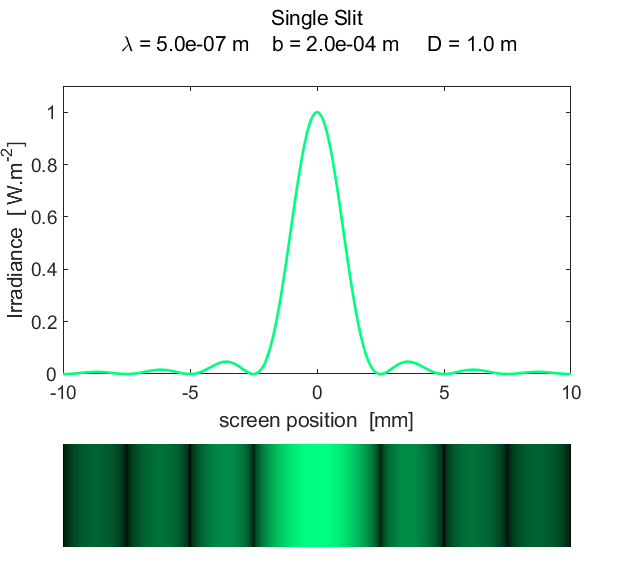 Single Slit
λ = 5.0e-07 m b = 2.0e-04 m D = 1.0 m
Irradiance [ W.m⁻²]
1
0.8
0.6
0.4
0.2
0
-10 -5 0 5 10
screen position [mm]